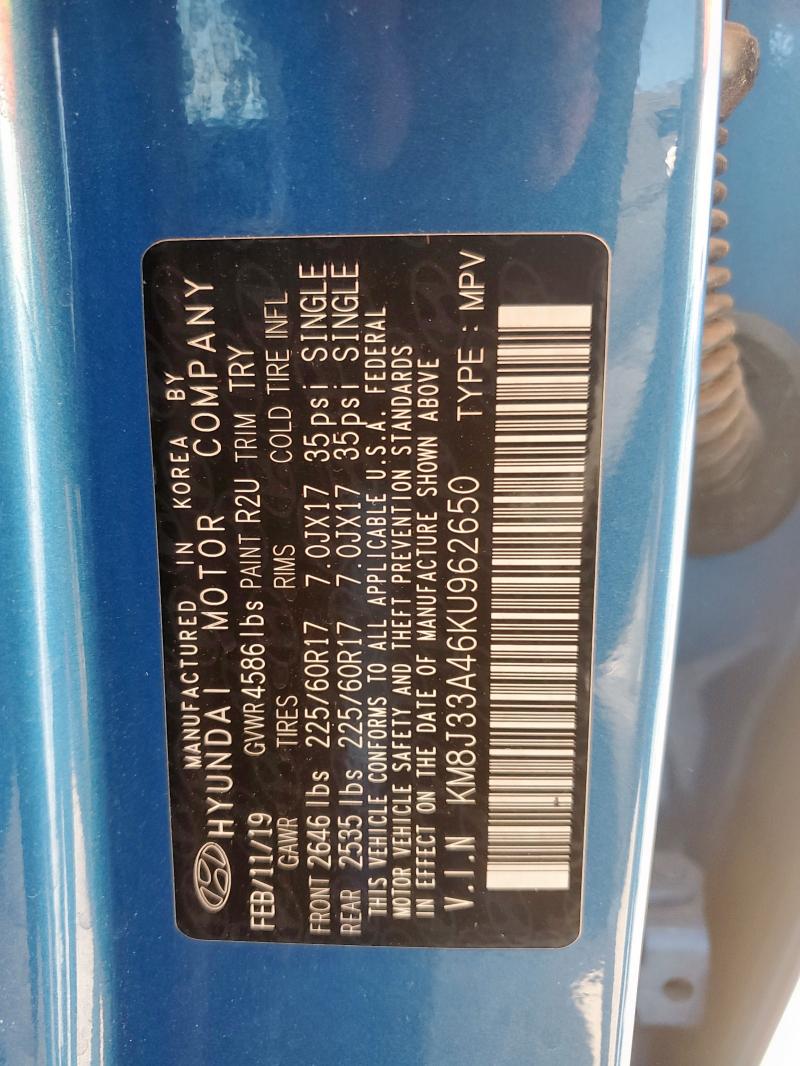 MANUFACTURED IN KOREA BY
HYUNDAI MOTOR COMPANY
FEB/11/19 GVWR 4586 lbs PAINT R2U TRIM TRY
GAWR TIRES RIMS COLD TIRE INFL
FRONT 2646 lbs 225/60R17 7.0JX17 35psi SINGLE
REAR 2535 lbs 225/60R17 7.0JX17 35psi SINGLE
THIS VEHICLE CONFORMS TO ALL APPLICABLE U.S.A. FEDERAL
MOTOR VEHICLE SAFETY AND THEFT PREVENTION STANDARDS
IN EFFECT ON THE DATE OF MANUFACTURE SHOWN ABOVE
V.I.N KM8J33A46KU962650 TYPE : MPV